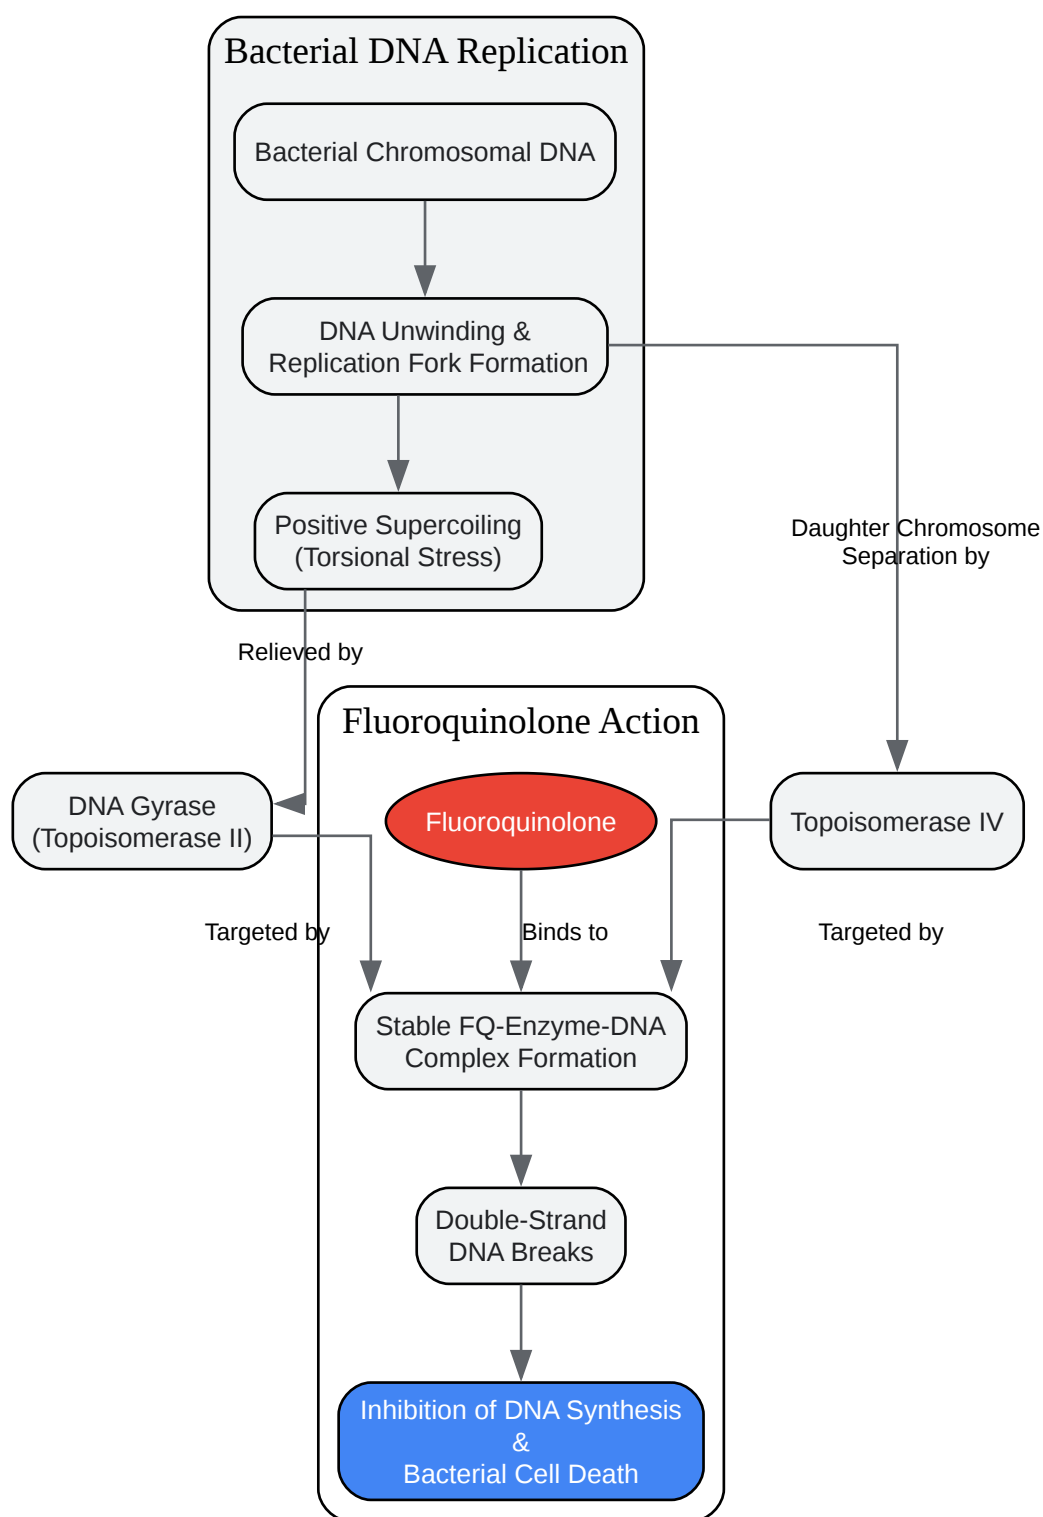 Bacterial DNA Replication
Bacterial Chromosomal DNA
DNA Unwinding &
Replication Fork Formation
Positive Supercoiling
(Torsional Stress)
Daughter Chromosome
Separation by
Relieved by
Fluoroquinolone Action
DNA Gyrase
(Topoisomerase II)
Fluoroquinolone
Topoisomerase IV
Targeted by
Binds to
Targeted by
Stable FQ-Enzyme-DNA
Complex Formation
Double-Strand
DNA Breaks
Inhibition of DNA Synthesis
&
Bacterial Cell Death